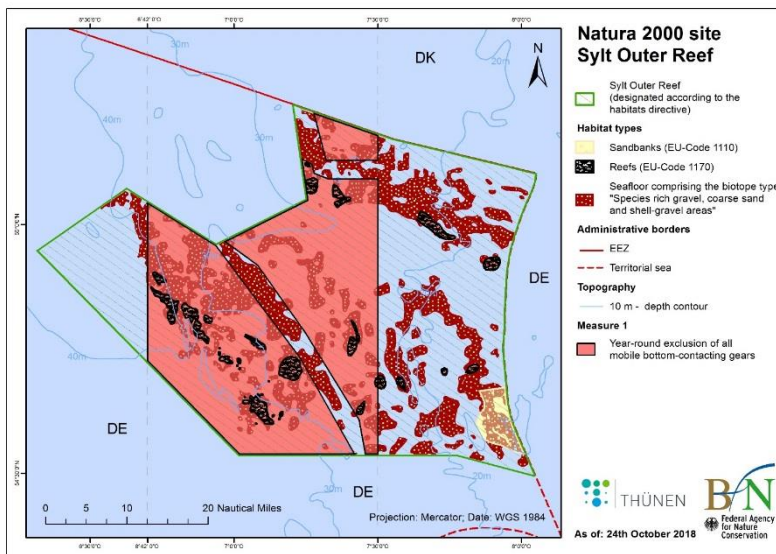 Natura 2000 site
Sylt Outer Reef
N
DK
DE
DE
DE
30m
20m
40m
30m
40m
30m
20m
Sylt Outer Reef
(designated according to the
habitats directive)
Habitat types
Sandbanks (EU-Code 1110)
Reefs (EU-Code 1170)
Seafloor comprising the biotope type
"Species rich gravel, coarse sand
and shell-gravel areas"
Administrative borders
EEZ
Territorial sea
Topography
10 m - depth contour
Measure 1
Year-round exclusion of all
mobile bottom-contacting gears
0 5 10 20 Nautical Miles
Projection: Mercator; Date: WGS 1984
THÜNEN
BfN
Federal Agency
for Nature
Conservation
As of: 24th October 2018